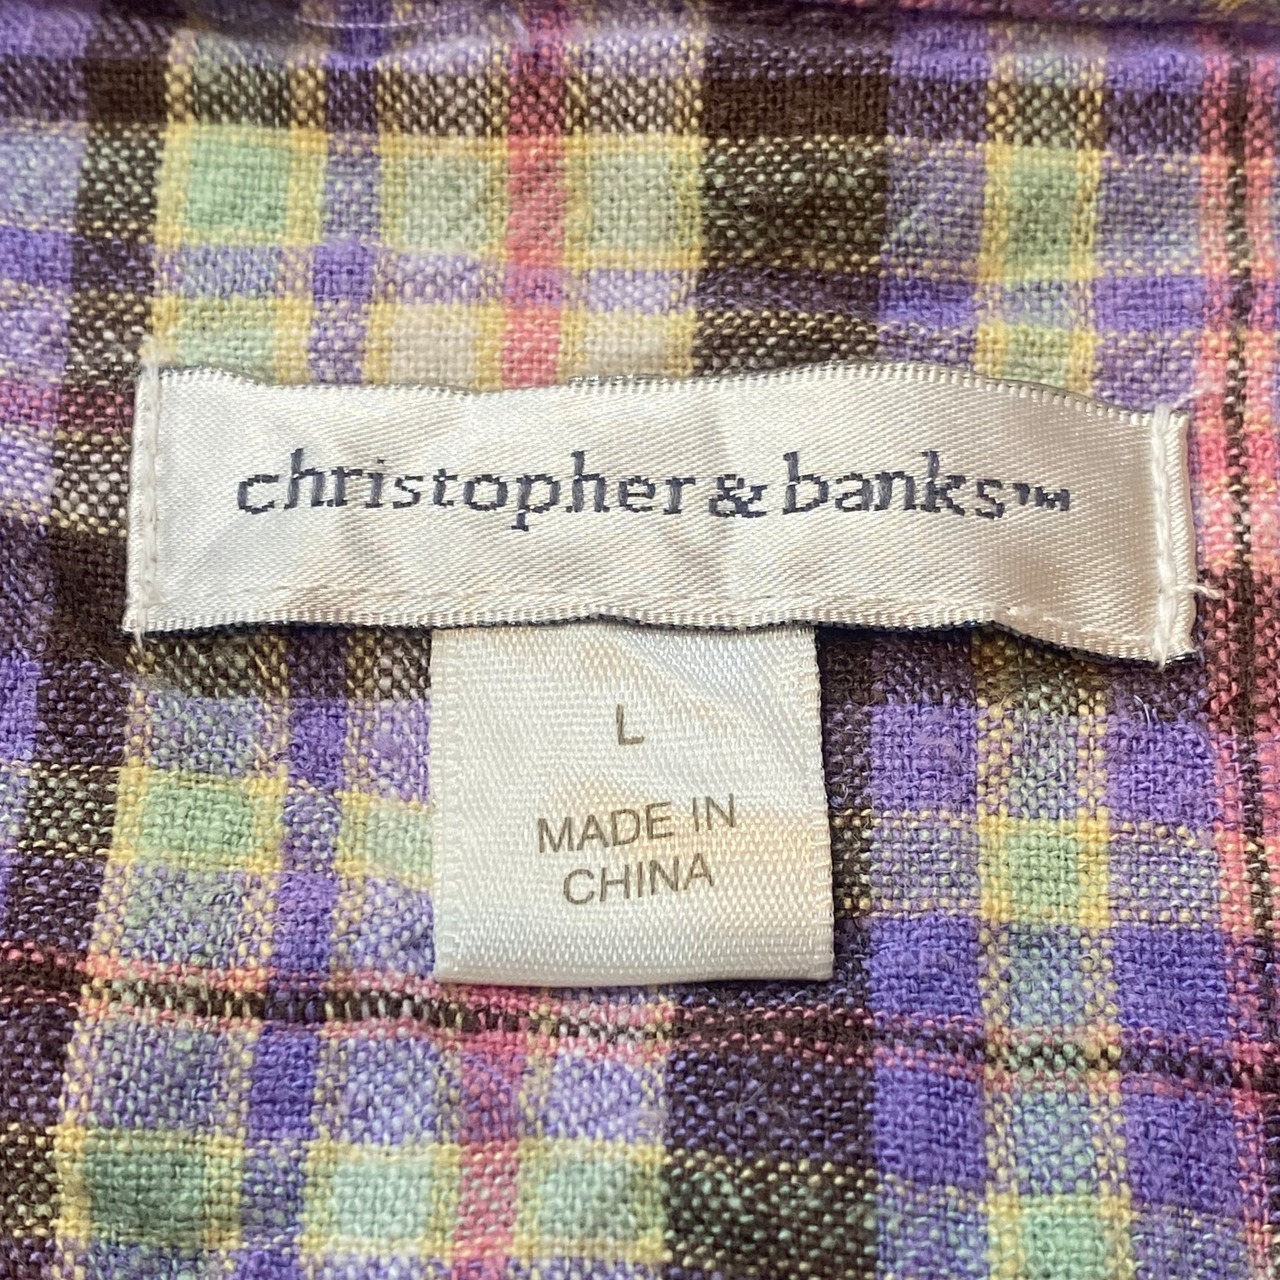 christopher & banks™
L
MADE IN
CHINA